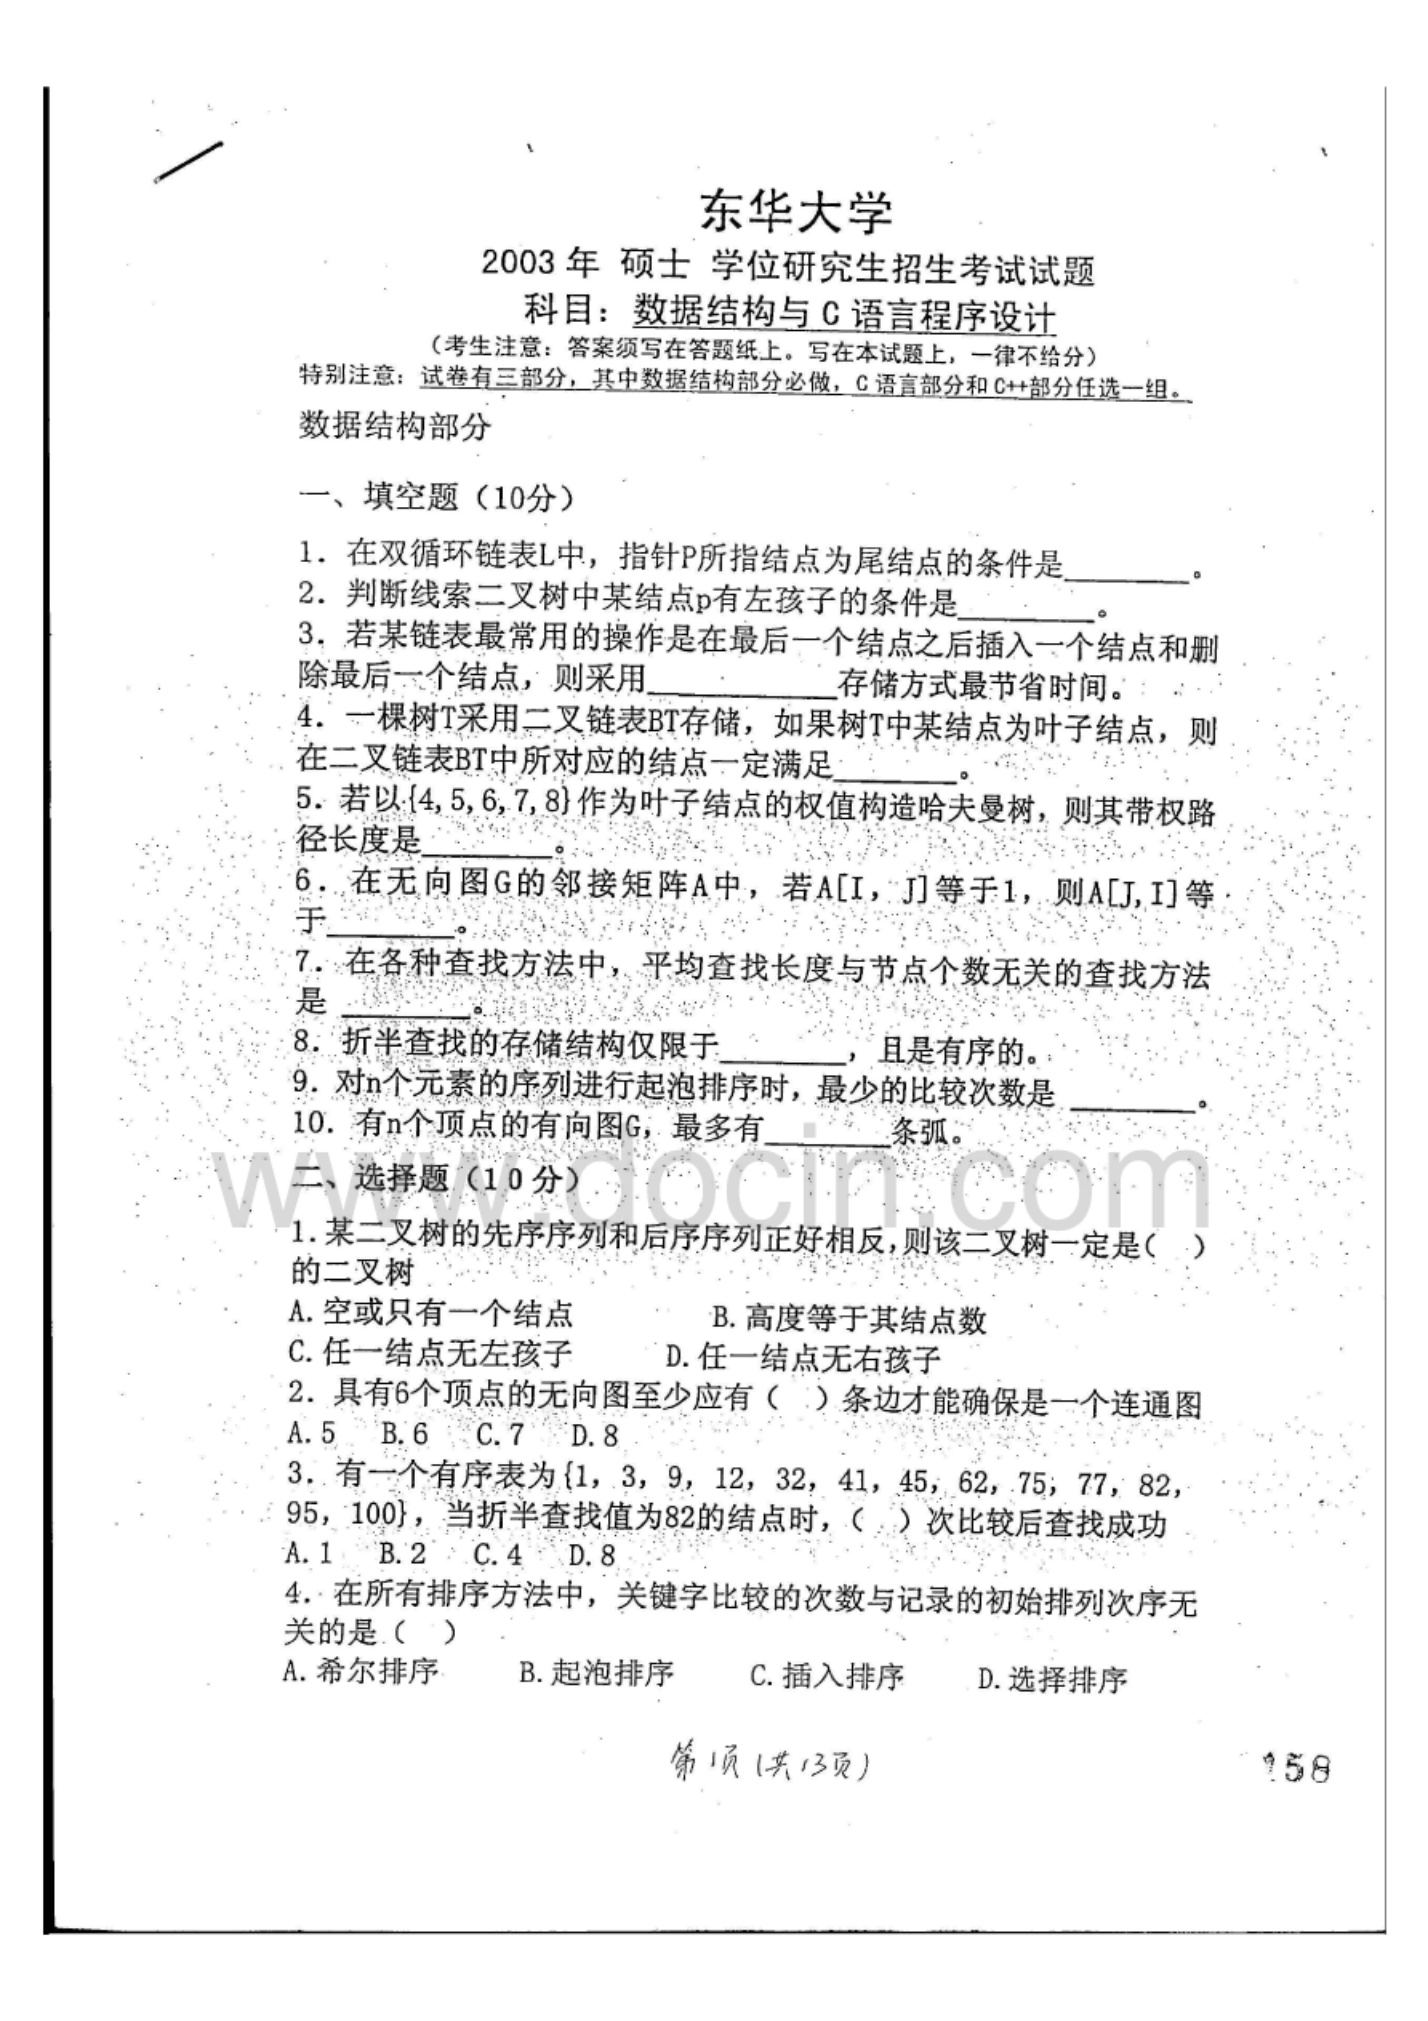 东华大学
2003 年 硕士 学位研究生招生考试试题
科目：数据结构与 C 语言程序设计
（考生注意：答案须写在答题纸上。写在本试题上，一律不给分）
特别注意：试卷有三部分，其中数据结构部分必做，C 语言部分和 C++部分任选一组。
数据结构部分
一、填空题（10分）
1．在双循环链表L中，指针P所指结点为尾结点的条件是________。
2．判断线索二叉树中某结点p有左孩子的条件是________。
3．若某链表最常用的操作是在最后一个结点之后插入一个结点和删
除最后一个结点，则采用____________存储方式最节省时间。
4．一棵树T采用二叉链表BT存储，如果树T中某结点为叶子结点，则
在二叉链表BT中所对应的结点一定满足________。
5．若以{4,5,6,7,8}作为叶子结点的权值构造哈夫曼树，则其带权路
径长度是________。
6．在无向图G的邻接矩阵A中，若A[I，J]等于1，则A[J,I]等
于________。
7．在各种查找方法中，平均查找长度与节点个数无关的查找方法
是 ________。
8．折半查找的存储结构仅限于________，且是有序的。
9．对n个元素的序列进行起泡排序时，最少的比较次数是 ________。
10．有n个顶点的有向图G，最多有________条弧。
www.docin.com
二、选择题（10分）
1.某二叉树的先序序列和后序序列正好相反,则该二叉树一定是（ ）
的二叉树
A.空或只有一个结点 B.高度等于其结点数
C.任一结点无左孩子 D.任一结点无右孩子
2．具有6个顶点的无向图至少应有（ ）条边才能确保是一个连通图
A.5 B.6 C.7 D.8
3．有一个有序表为{1，3，9，12，32，41，45，62，75，77，82，
95，100}，当折半查找值为82的结点时，（ ）次比较后查找成功
A.1 B.2 C.4 D.8
4．在所有排序方法中，关键字比较的次数与记录的初始排列次序无
关的是（ ）
A.希尔排序 B.起泡排序 C.插入排序 D.选择排序
第1页(共13页)
158